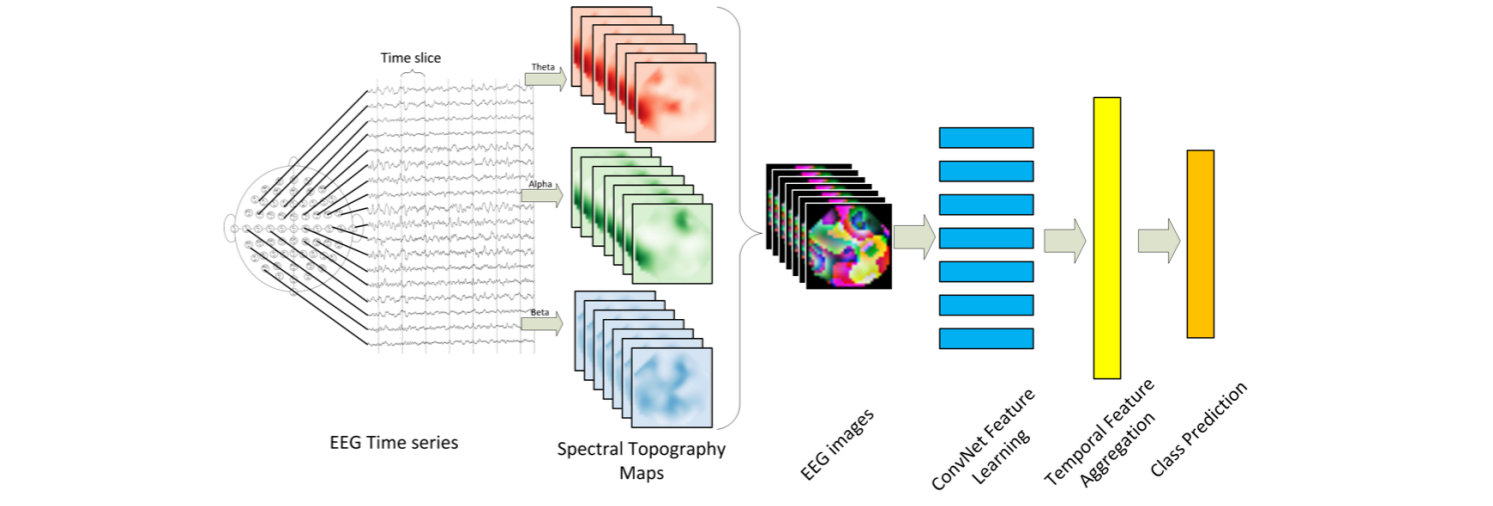 Time slice
Theta
Alpha
Beta
EEG Time series
Spectral Topography
Maps
EEG images
ConvNet Feature
Learning
Temporal Feature
Aggregation
Class Prediction